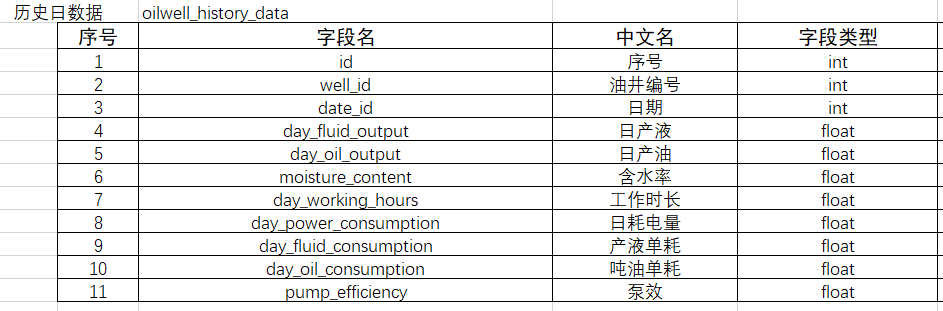 历史日数据 oilwell_history_data
序号 字段名 中文名 字段类型
1 id 序号 int
2 well_id 油井编号 int
3 date_id 日期 int
4 day_fluid_output 日产液 float
5 day_oil_output 日产油 float
6 moisture_content 含水率 float
7 day_working_hours 工作时长 float
8 day_power_consumption 日耗电量 float
9 day_fluid_consumption 产液单耗 float
10 day_oil_consumption 吨油单耗 float
11 pump_efficiency 泵效 float